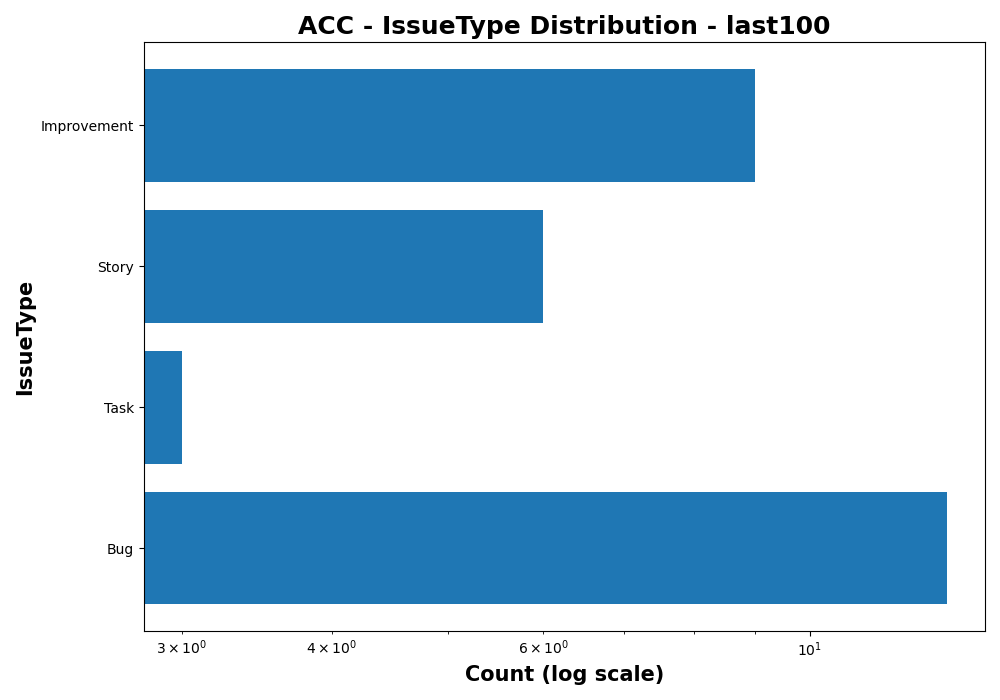 ACC - IssueType Distribution - last100
Improvement
Story
Task
Bug
IssueType
3 × 10⁰
4 × 10⁰
6 × 10⁰
10¹
Count (log scale)